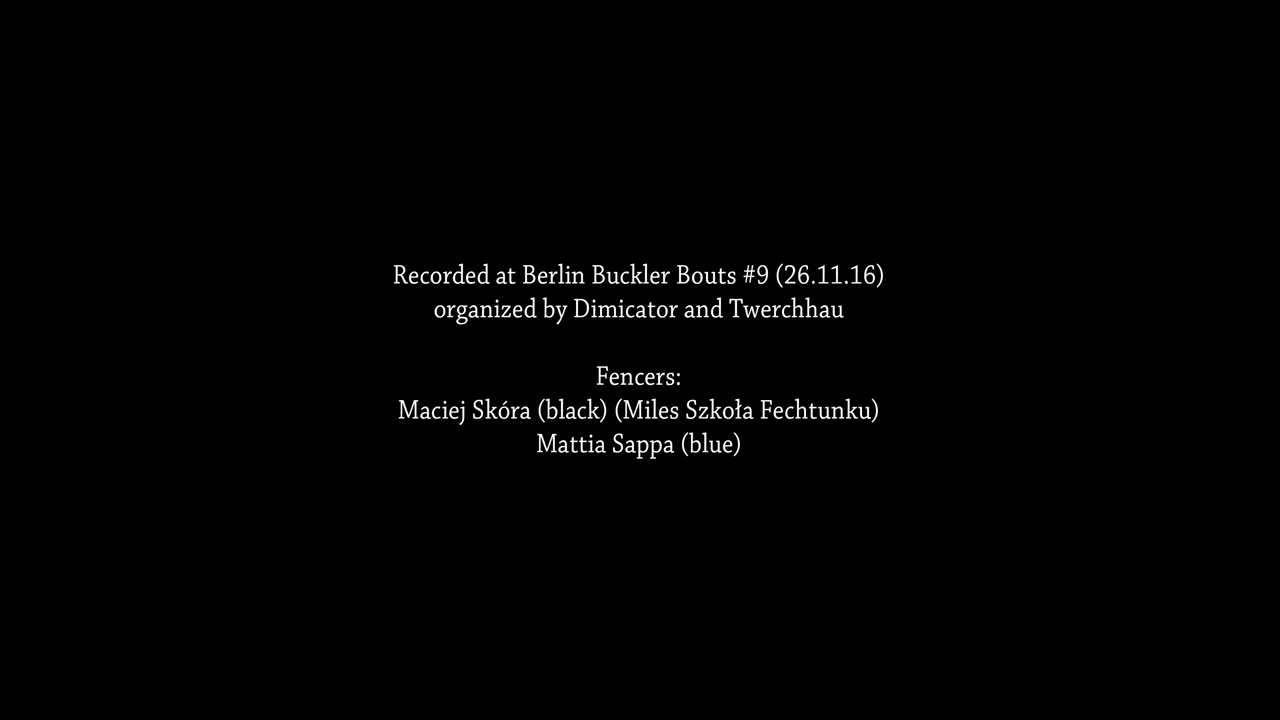 Recorded at Berlin Buckler Bouts #9 (26.11.16)
organized by Dimicator and Twerchhau
Fencers:
Maciej Skóra (black) (Miles Szkoła Fechtunku)
Mattia Sappa (blue)